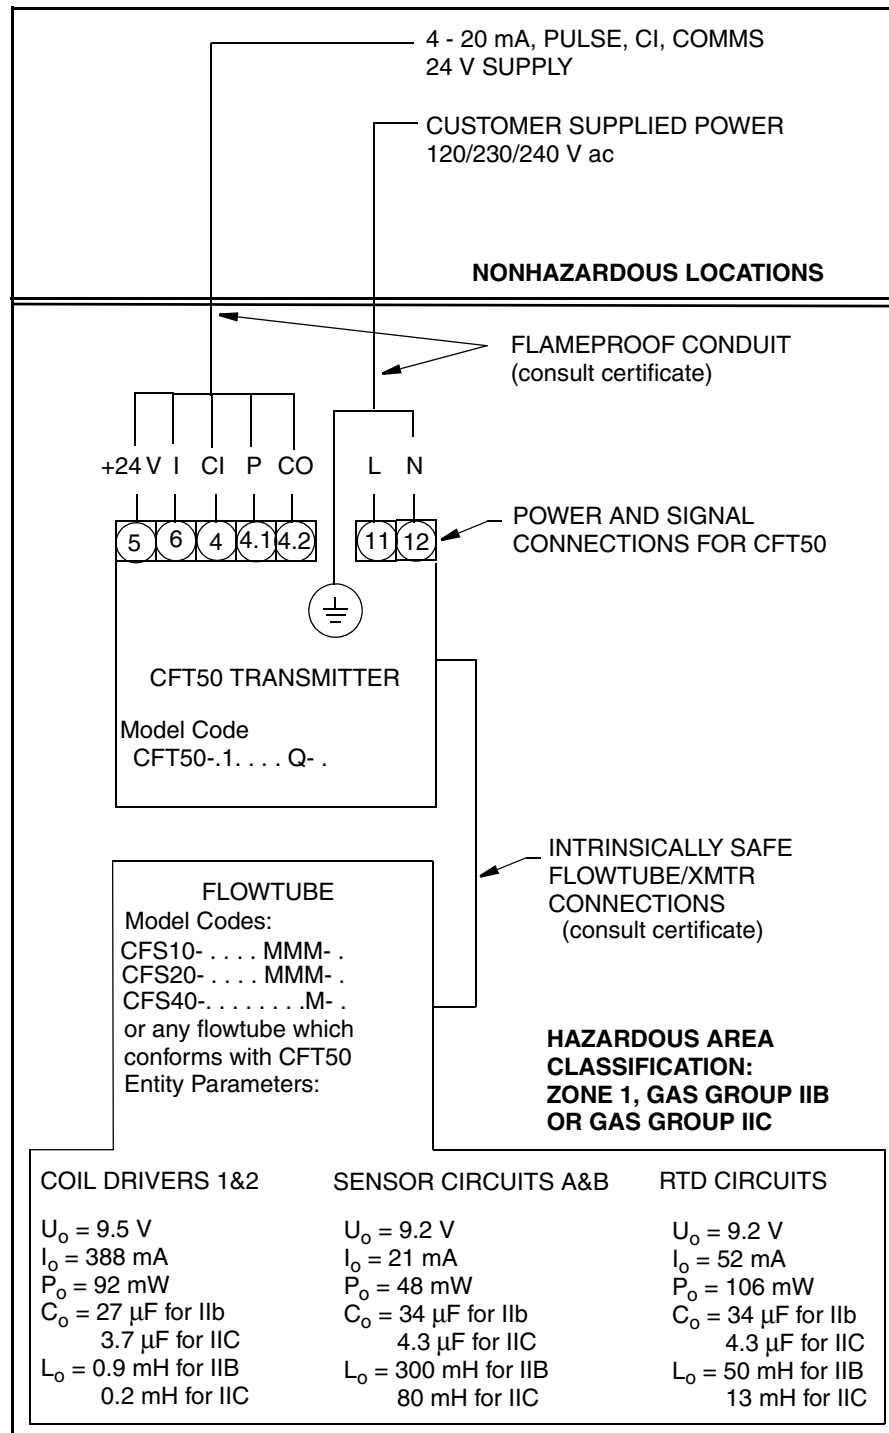 4 - 20 mA, PULSE, CI, COMMS
24 V SUPPLY
CUSTOMER SUPPLIED POWER
120/230/240 V ac
NONHAZARDOUS LOCATIONS
FLAMEPROOF CONDUIT
(consult certificate)
+24 V I CI P CO L N
5 6 4 4.1 4.2 11 12
POWER AND SIGNAL
CONNECTIONS FOR CFT50
CFT50 TRANSMITTER
Model Code
CFT50-.1. . . . Q- .
INTRINSICALLY SAFE
FLOWTUBE/XMTR
CONNECTIONS
(consult certificate)
FLOWTUBE
Model Codes:
CFS10- . . . . MMM- .
CFS20- . . . . MMM- .
CFS40-. . . . . . . .M- .
or any flowtube which
conforms with CFT50
Entity Parameters:
HAZARDOUS AREA
CLASSIFICATION:
ZONE 1, GAS GROUP IIB
OR GAS GROUP IIC
COIL DRIVERS 1&2
Uo = 9.5 V
Io = 388 mA
Po = 92 mW
Co = 27 μF for IIb
3.7 μF for IIC
Lo = 0.9 mH for IIB
0.2 mH for IIC
SENSOR CIRCUITS A&B
Uo = 9.2 V
Io = 21 mA
Po = 48 mW
Co = 34 μF for IIb
4.3 μF for IIC
Lo = 300 mH for IIB
80 mH for IIC
RTD CIRCUITS
Uo = 9.2 V
Io = 52 mA
Po = 106 mW
Co = 34 μF for IIb
4.3 μF for IIC
Lo = 50 mH for IIB
13 mH for IIC